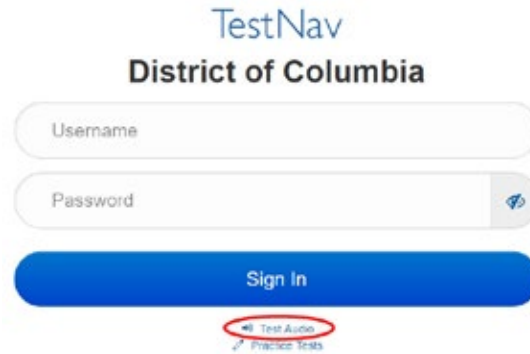 TestNav
District of Columbia
Username
Password
Sign In
Test Audio
Practice Tests